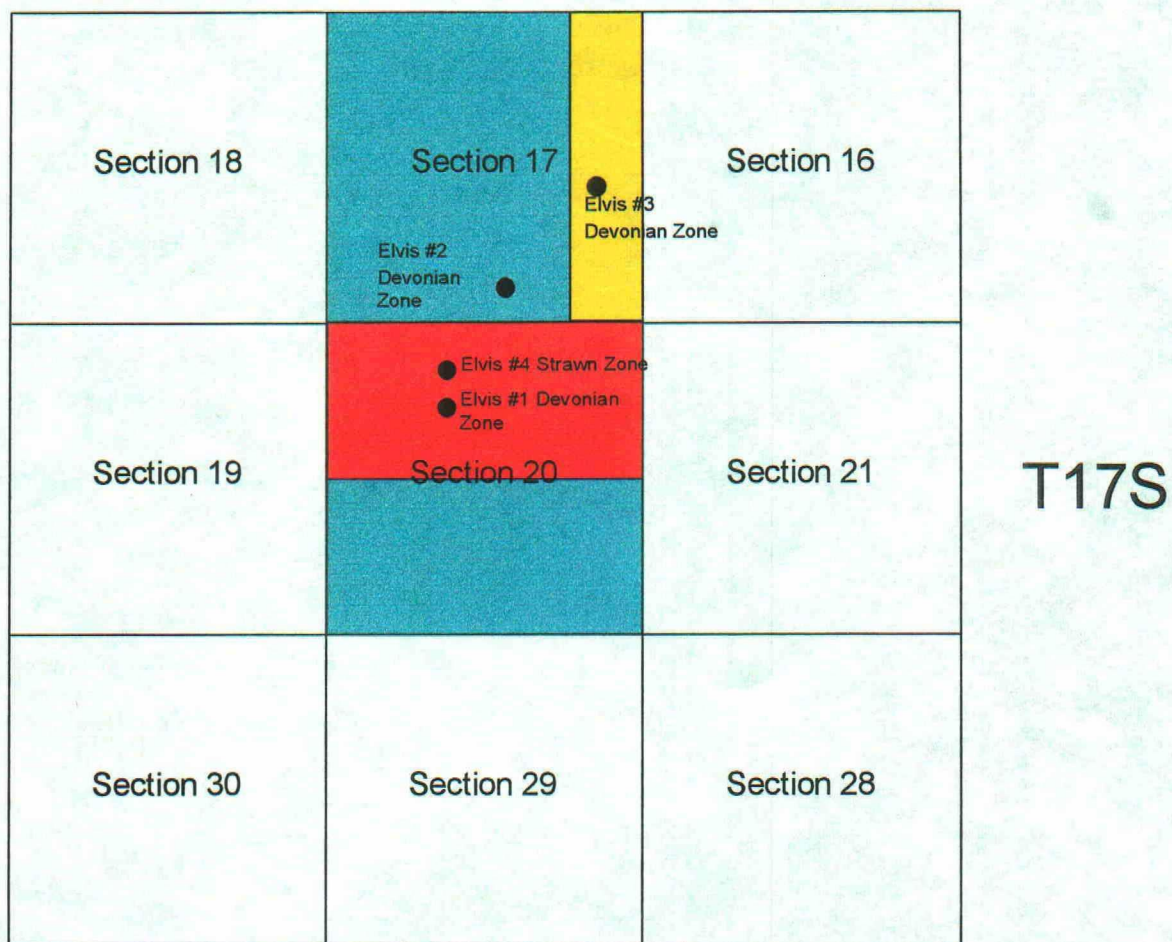 Section 18
Section 17
Section 16
Elvis #3
Devonian Zone
Elvis #2
Devonian
Zone
Elvis #4 Strawn Zone
Elvis #1 Devonian
Zone
Section 19
Section 20
Section 21
T17S
Section 30
Section 29
Section 28